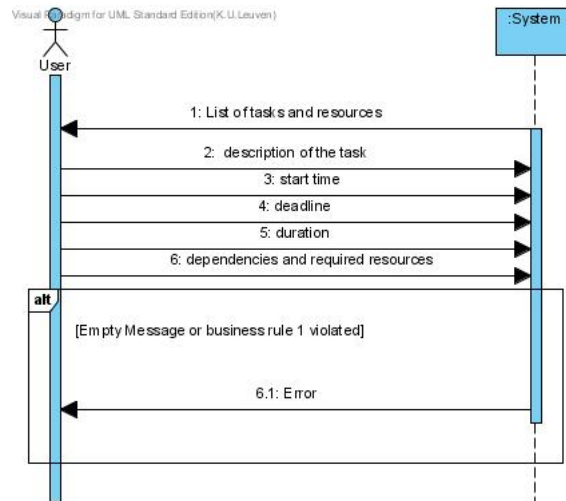 Visual Paradigm for UML Standard Edition(K.U.Leuven)
:System
User
1: List of tasks and resources
2: description of the task
3: start time
4: deadline
5: duration
6: dependencies and required resources
alt
[Empty Message or business rule 1 violated]
6.1: Error